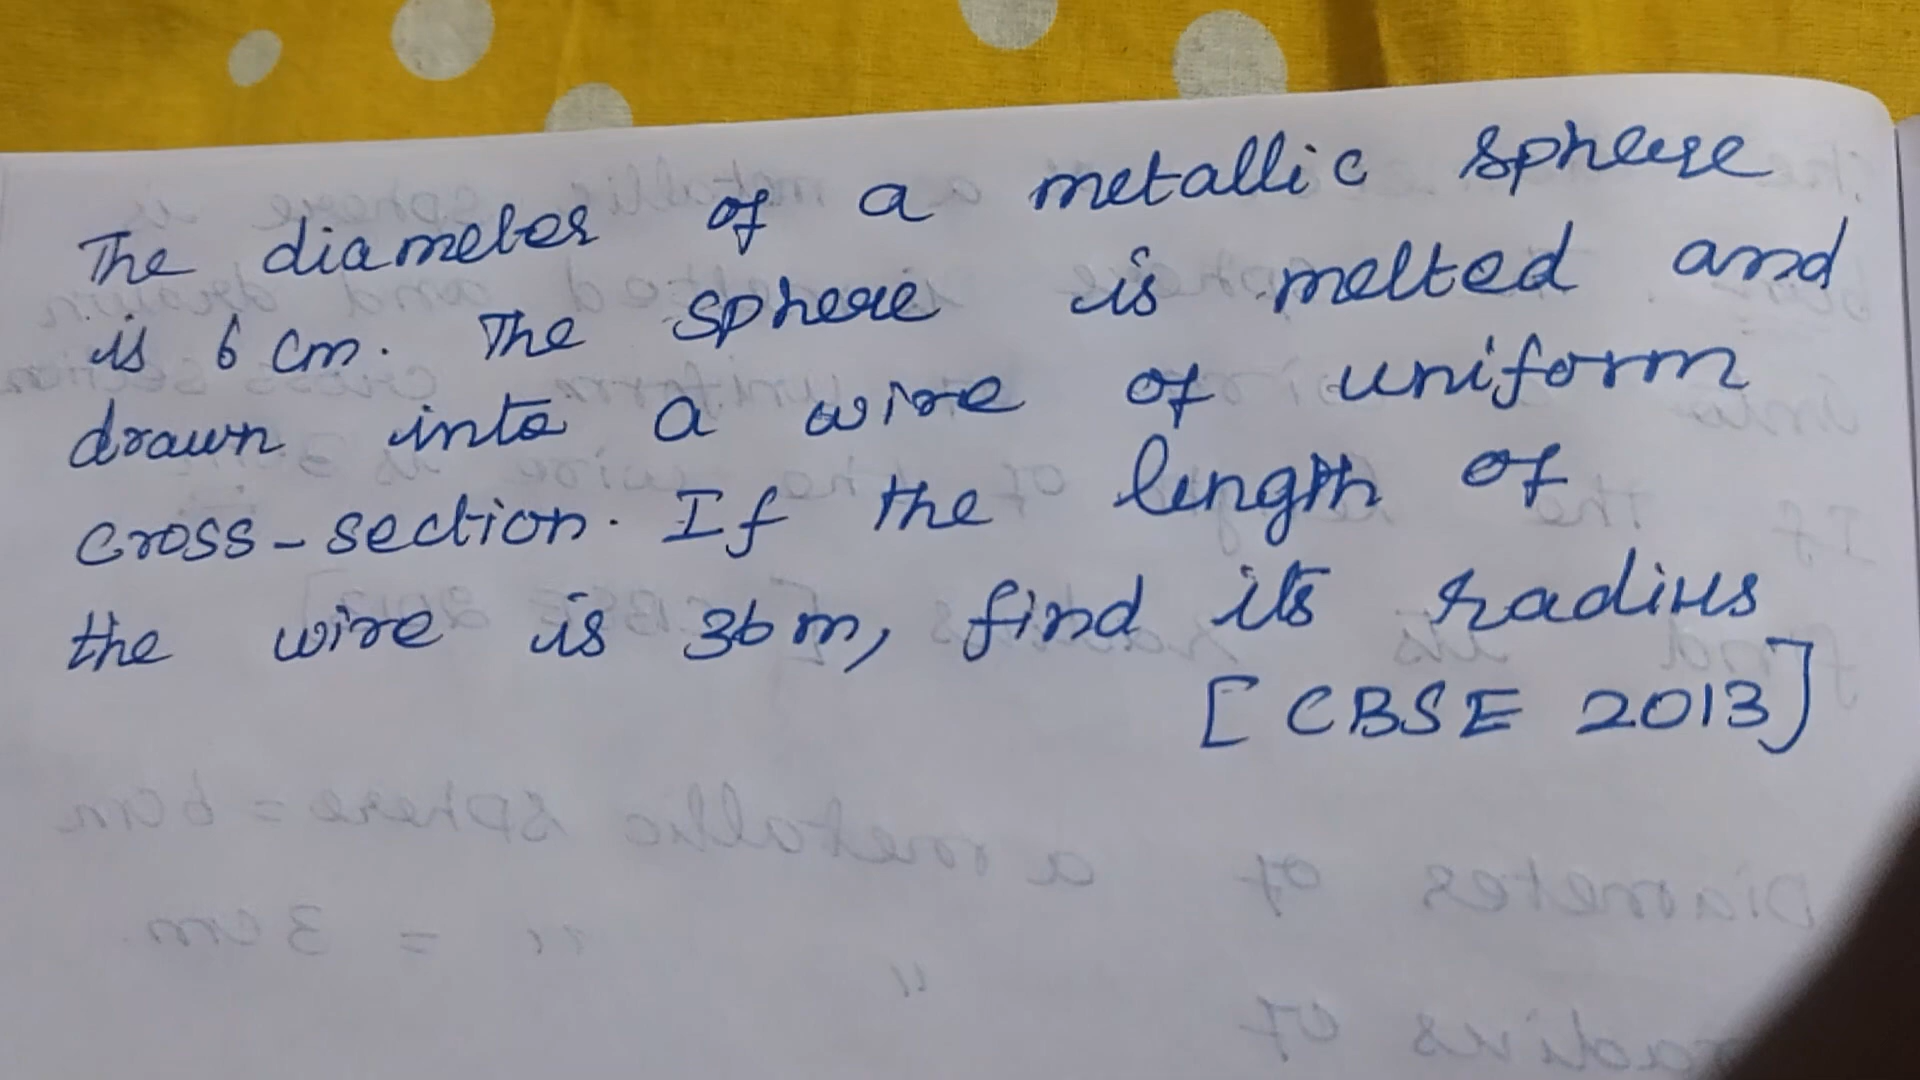 The diameter of a metallic sphere
is 6 cm. The sphere is melted and
drawn into a wire of uniform
cross-section. If the length of
the wire is 36m, find its radius
[CBSE 2013]